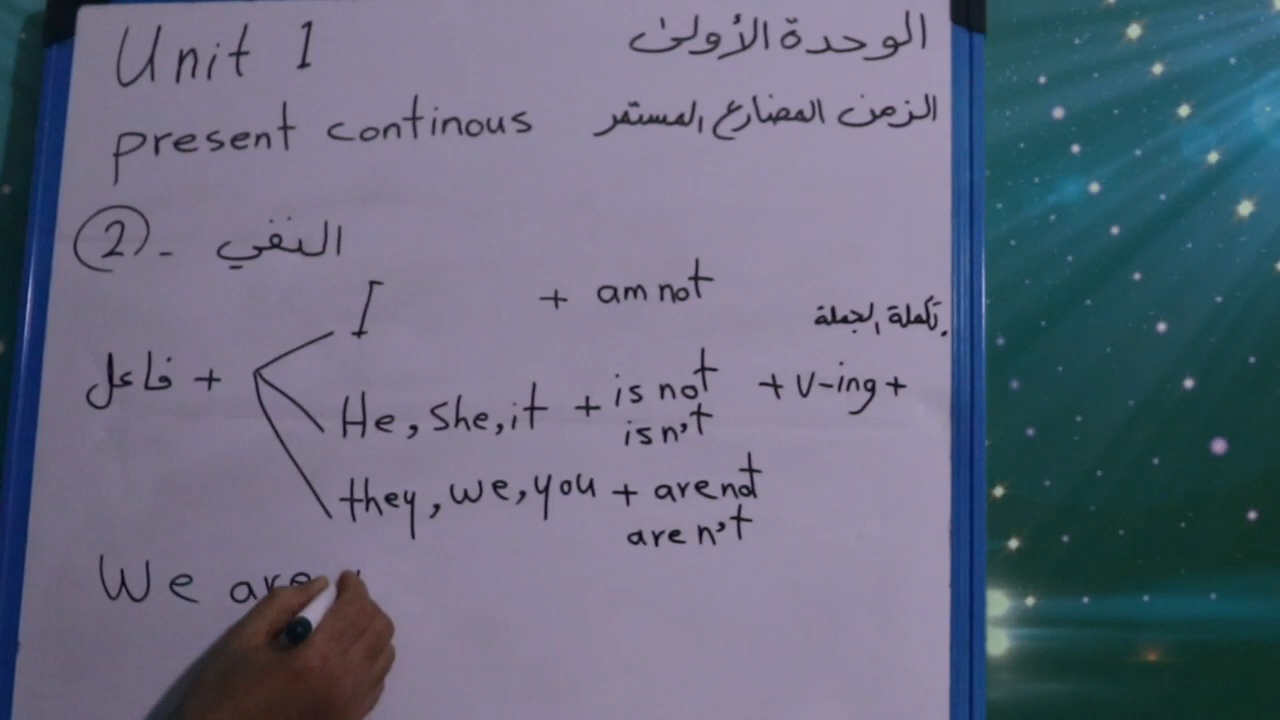 Unit 1 الوحدة الأولى
present continous الزمن المضارع المستمر
2 - النفي
I + am not
تكملة الجملة
فاعل + He, She, it + is not + V-ing +
isn't
they, we, you + are not
aren't
We are